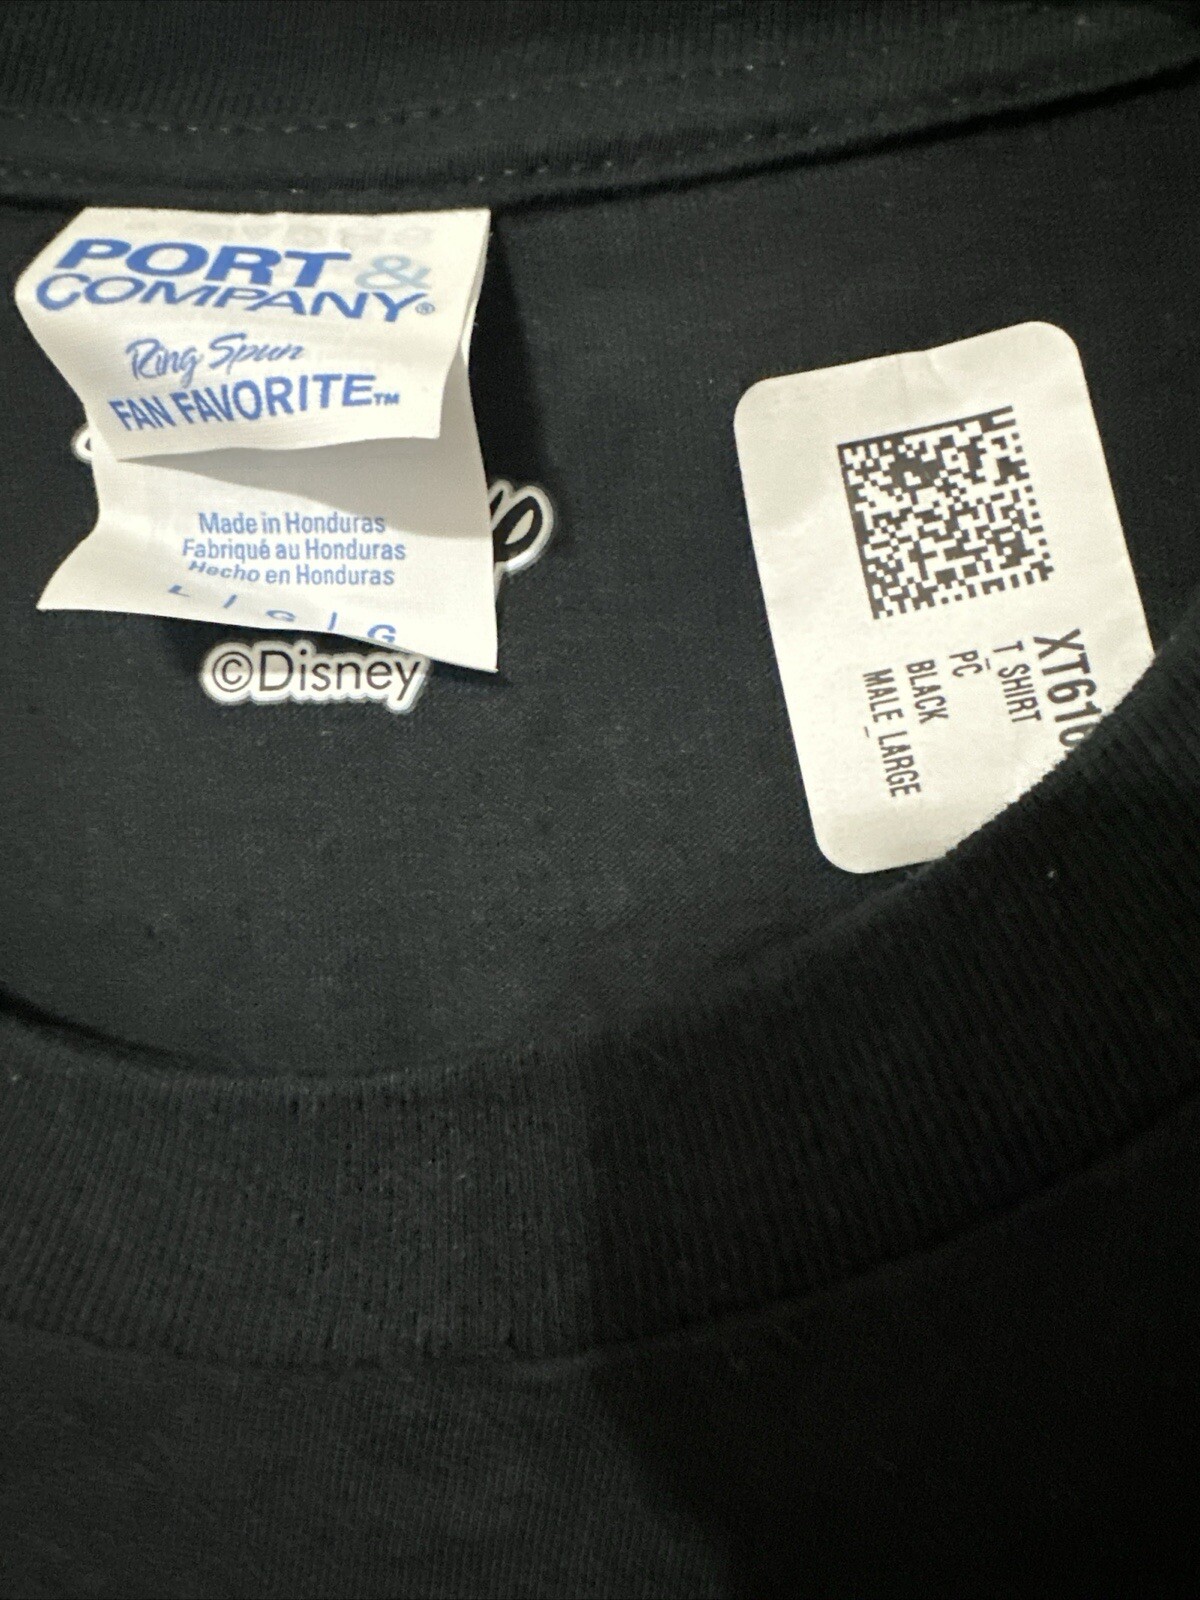 PORT &
COMPANY®
Ring Spun
FAN FAVORITE™
Made in Honduras
Fabriqué au Honduras
Hecho en Honduras
L / G / G
©Disney
T_SHIRT
PC
BLACK
MALE_LARGE